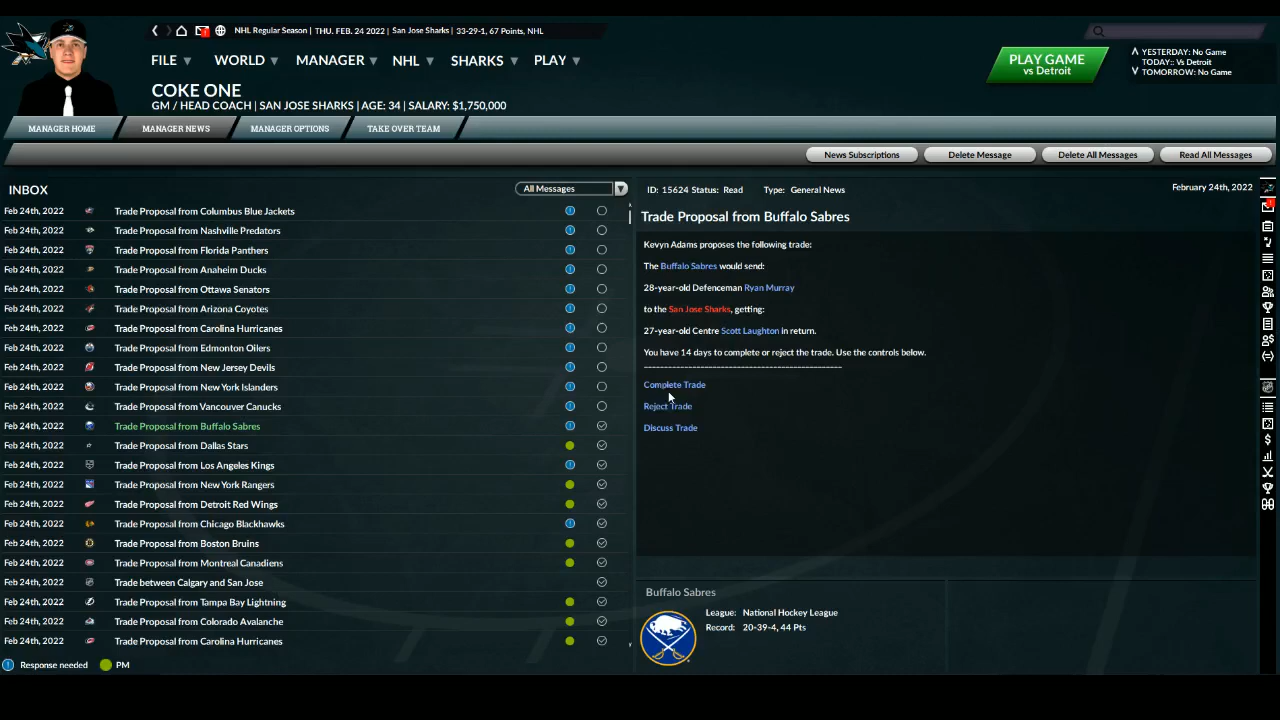 NHL Regular Season | THU. FEB. 24 2022 | San Jose Sharks | 33-29-1, 67 Points, NHL
FILE WORLD MANAGER NHL SHARKS PLAY
PLAY GAME
vs Detroit
YESTERDAY: No Game
TODAY:: Vs Detroit
TOMORROW: No Game
COKE ONE
GM / HEAD COACH | SAN JOSE SHARKS | AGE: 34 | SALARY: $1,750,000
MANAGER HOME MANAGER NEWS MANAGER OPTIONS TAKE OVER TEAM
News Subscriptions Delete Message Delete All Messages Read All Messages
INBOX All Messages
Feb 24th, 2022 Trade Proposal from Columbus Blue Jackets
Feb 24th, 2022 Trade Proposal from Nashville Predators
Feb 24th, 2022 Trade Proposal from Florida Panthers
Feb 24th, 2022 Trade Proposal from Anaheim Ducks
Feb 24th, 2022 Trade Proposal from Ottawa Senators
Feb 24th, 2022 Trade Proposal from Arizona Coyotes
Feb 24th, 2022 Trade Proposal from Carolina Hurricanes
Feb 24th, 2022 Trade Proposal from Edmonton Oilers
Feb 24th, 2022 Trade Proposal from New Jersey Devils
Feb 24th, 2022 Trade Proposal from New York Islanders
Feb 24th, 2022 Trade Proposal from Vancouver Canucks
Feb 24th, 2022 Trade Proposal from Buffalo Sabres
Feb 24th, 2022 Trade Proposal from Dallas Stars
Feb 24th, 2022 Trade Proposal from Los Angeles Kings
Feb 24th, 2022 Trade Proposal from New York Rangers
Feb 24th, 2022 Trade Proposal from Detroit Red Wings
Feb 24th, 2022 Trade Proposal from Chicago Blackhawks
Feb 24th, 2022 Trade Proposal from Boston Bruins
Feb 24th, 2022 Trade Proposal from Montreal Canadiens
Feb 24th, 2022 Trade between Calgary and San Jose
Feb 24th, 2022 Trade Proposal from Tampa Bay Lightning
Feb 24th, 2022 Trade Proposal from Colorado Avalanche
Feb 24th, 2022 Trade Proposal from Carolina Hurricanes
Response needed PM
ID: 15624 Status: Read Type: General News February 24th, 2022
Trade Proposal from Buffalo Sabres
Kevyn Adams proposes the following trade:
The Buffalo Sabres would send:
28-year-old Defenceman Ryan Murray
to the San Jose Sharks, getting:
27-year-old Centre Scott Laughton in return.
You have 14 days to complete or reject the trade. Use the controls below.
Complete Trade
Reject Trade
Discuss Trade
Buffalo Sabres
League: National Hockey League
Record: 20-39-4, 44 Pts